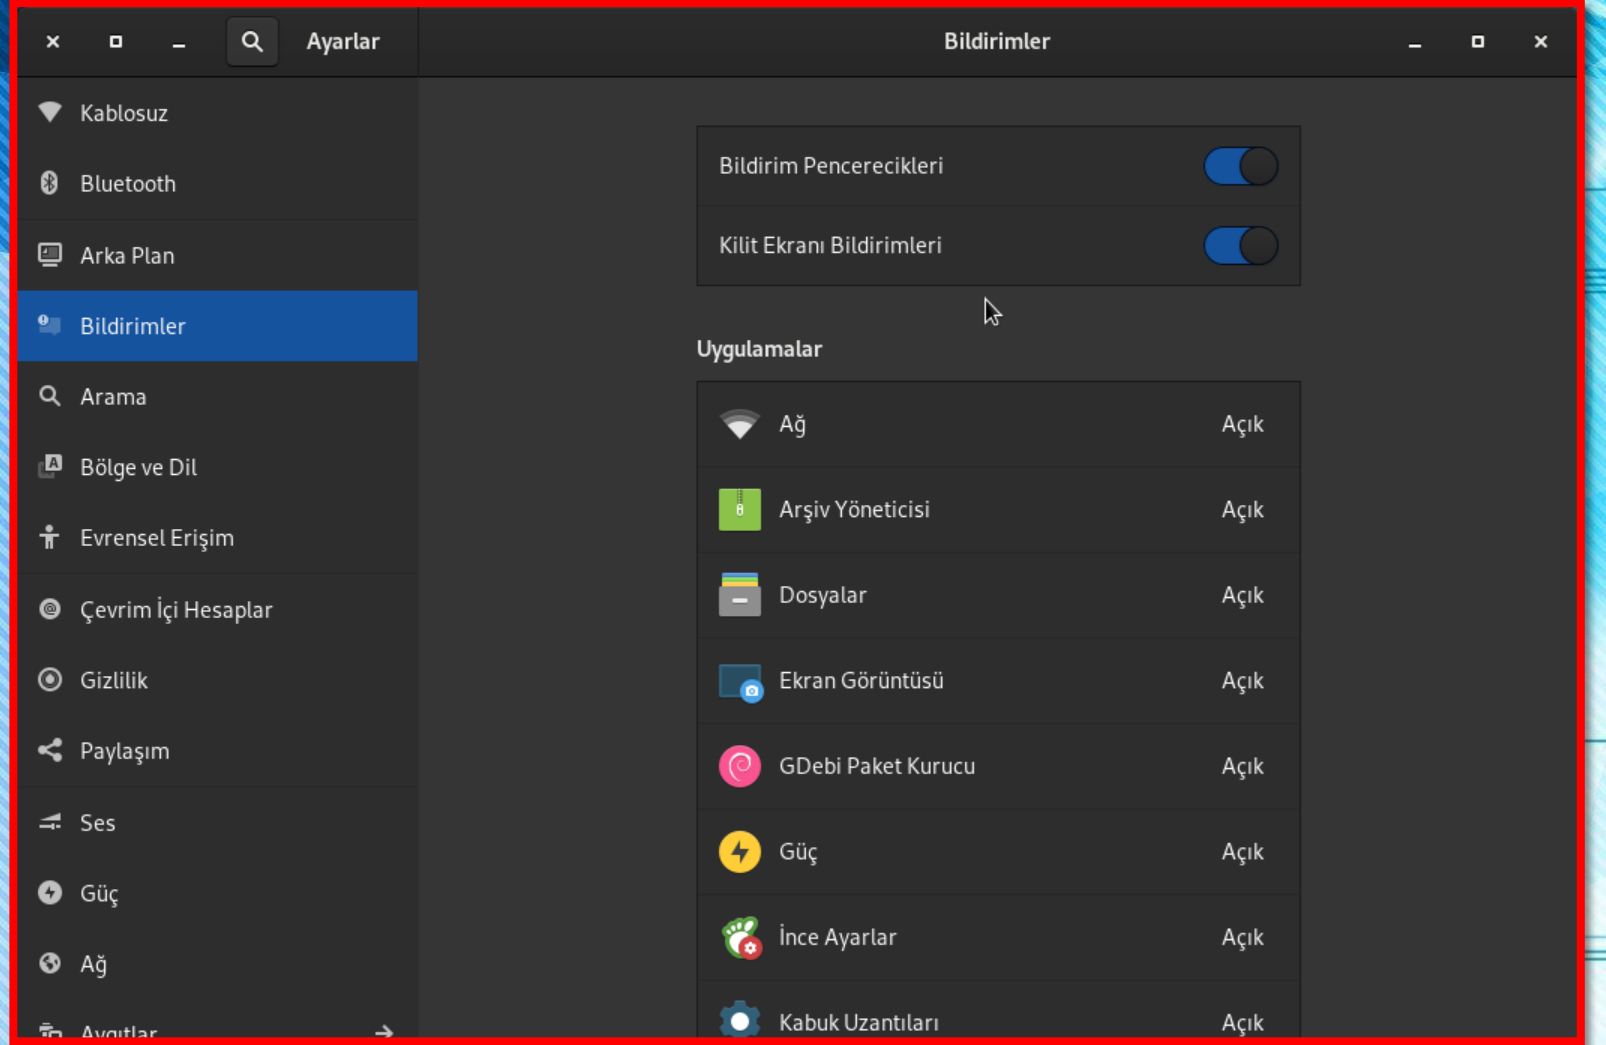 Ayarlar
Bildirimler
Kablosuz
Bluetooth
Arka Plan
Bildirimler
Arama
Bölge ve Dil
Evrensel Erişim
Çevrim İçi Hesaplar
Gizlilik
Paylaşım
Ses
Güç
Ağ
Aygıtlar
Bildirim Pencerecikleri
Kilit Ekranı Bildirimleri
Uygulamalar
Ağ Açık
Arşiv Yöneticisi Açık
Dosyalar Açık
Ekran Görüntüsü Açık
GDebi Paket Kurucu Açık
Güç Açık
İnce Ayarlar Açık
Kabuk Uzantıları Açık